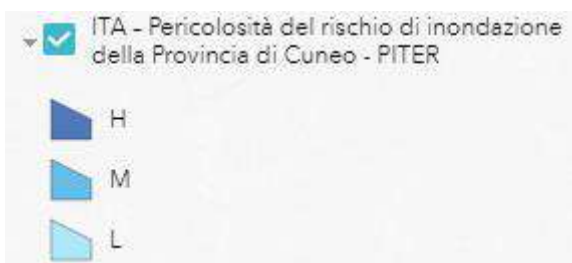 ITA - Pericolosità del rischio di inondazione
della Provincia di Cuneo - PITER
H
M
L